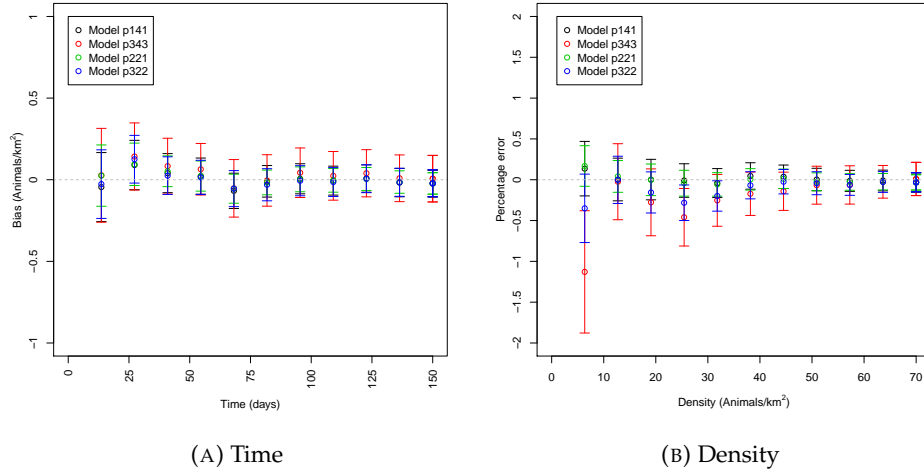 Model p141
Model p343
Model p221
Model p322
1
0.5
0
−0.5
−1
Bias (Animals/km²)
0
25
50
75
100
125
150
Time (days)
(A) Time
Model p141
Model p343
Model p221
Model p322
2
1.5
1
0.5
0
−0.5
−1
−1.5
−2
Percentage error
0
10
20
30
40
50
60
70
Density (Animals/km²)
(B) Density